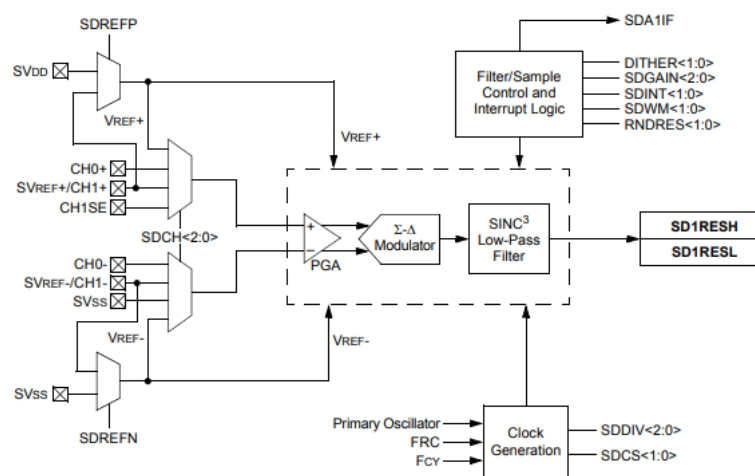 SDREFP
SVDD
VREF+
CH0+
SVREF+/CH1+
CH1SE
SDCH<2:0>
CH0-
SVREF-/CH1-
SVSS
VREF-
SVSS
SDREFN
VREF+
+
–
PGA
Σ-Δ
Modulator
SINC3
Low-Pass
Filter
VREF-
SDA1IF
Filter/Sample
Control and
Interrupt Logic
DITHER<1:0>
SDGAIN<2:0>
SDINT<1:0>
SDWM<1:0>
RNDRES<1:0>
SD1RESH
SD1RESL
Primary Oscillator
FRC
FCY
Clock
Generation
SDDIV<2:0>
SDCS<1:0>